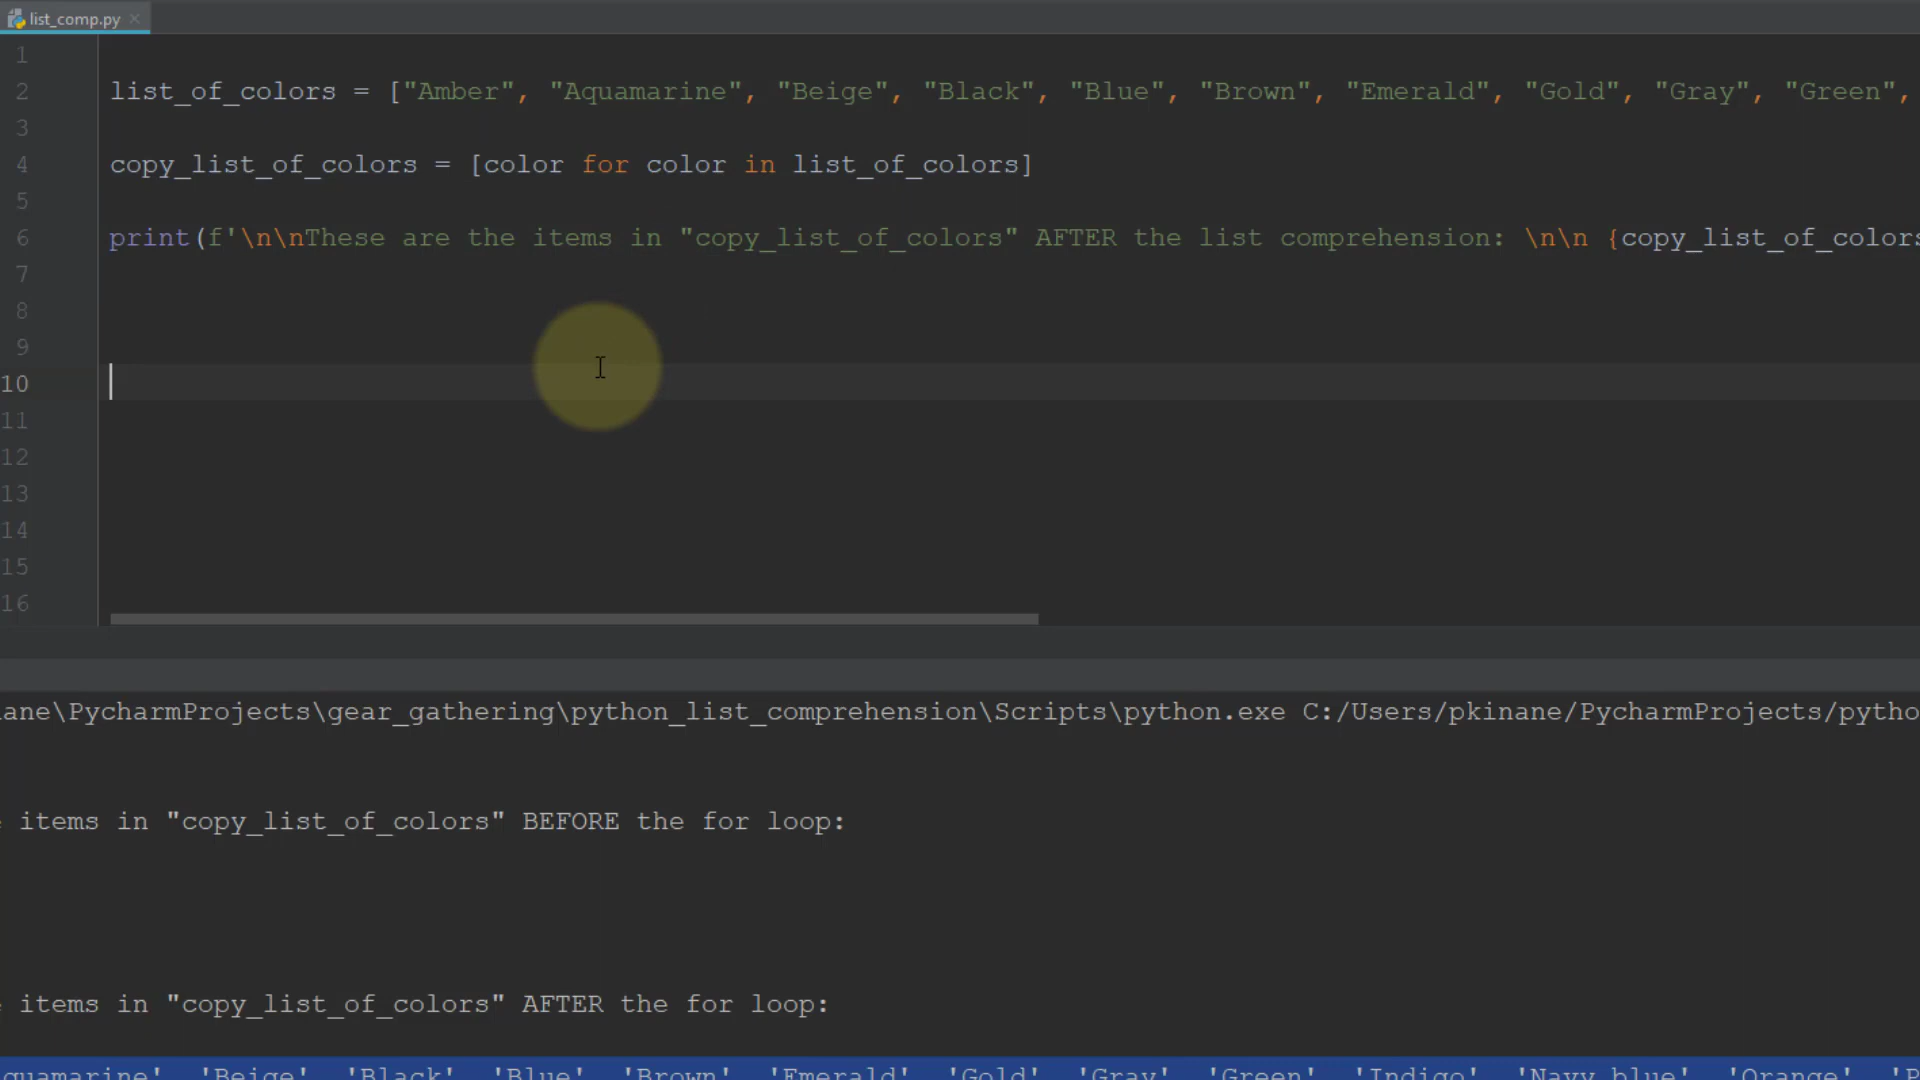 list_comp.py
1
2 list_of_colors = ["Amber", "Aquamarine", "Beige", "Black", "Blue", "Brown", "Emerald", "Gold", "Gray", "Green",
3
4 copy_list_of_colors = [color for color in list_of_colors]
5
6 print(f'\n\nThese are the items in "copy_list_of_colors" AFTER the list comprehension: \n\n {copy_list_of_colors
7
8
9
10
11
12
13
14
15
16
ane\PycharmProjects\gear_gathering\python_list_comprehension\Scripts\python.exe C:/Users/pkinane/PycharmProjects/pytho
items in "copy_list_of_colors" BEFORE the for loop:
items in "copy_list_of_colors" AFTER the for loop:
quamarine' 'Beige' 'Black' 'Blue' 'Brown' 'Emerald' 'Gold' 'Gray' 'Green' 'Indigo' 'Navy blue' 'Orange' 'P